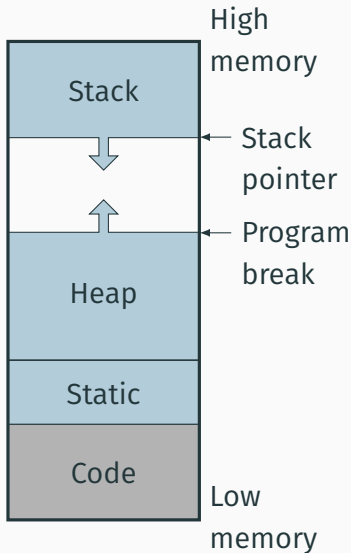 High
memory
Stack
Stack
pointer
Program
break
Heap
Static
Code
Low
memory